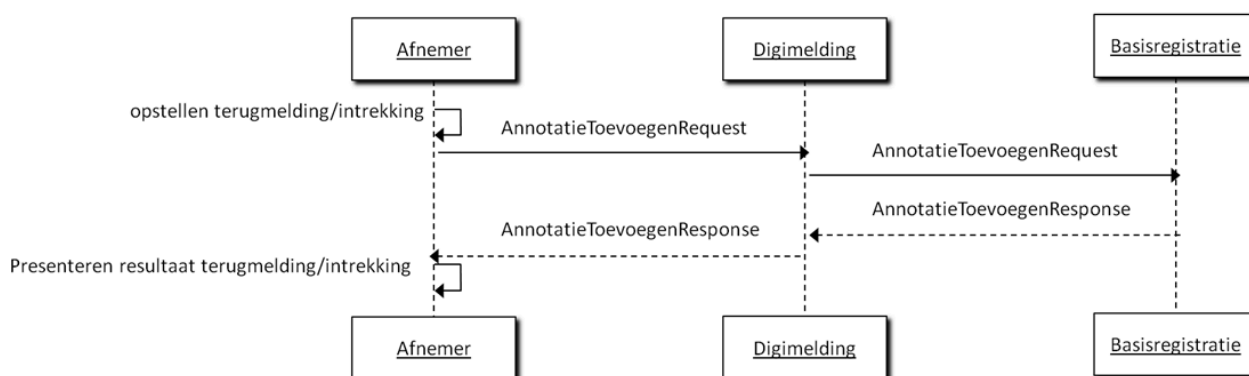 Afnemer
Digimelding
Basisregistratie
opstellen terugmelding/intrekking
AnnotatieToevoegenRequest
AnnotatieToevoegenRequest
AnnotatieToevoegenResponse
AnnotatieToevoegenResponse
Presenteren resultaat terugmelding/intrekking
Afnemer
Digimelding
Basisregistratie